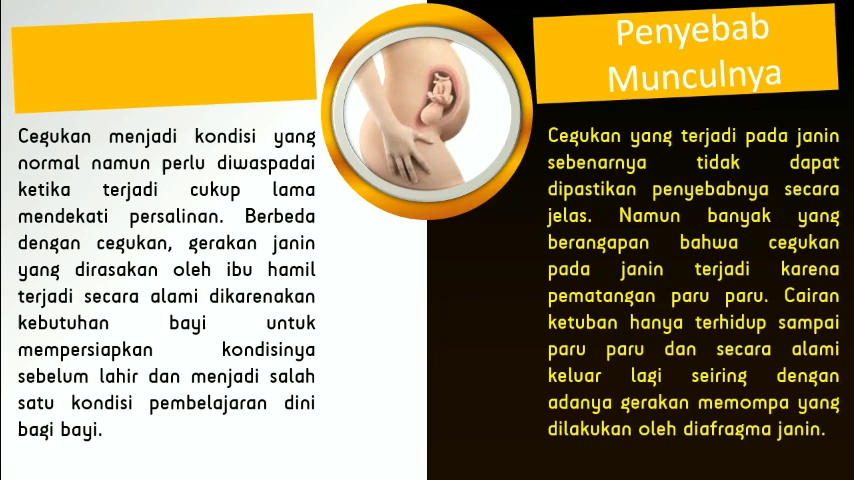 Cegukan menjadi kondisi yang
normal namun perlu diwaspadai
ketika terjadi cukup lama
mendekati persalinan. Berbeda
dengan cegukan, gerakan janin
yang dirasakan oleh ibu hamil
terjadi secara alami dikarenakan
kebutuhan bayi untuk
mempersiapkan kondisinya
sebelum lahir dan menjadi salah
satu kondisi pembelajaran dini
bagi bayi.
Penyebab
Munculnya
Cegukan yang terjadi pada janin
sebenarnya tidak dapat
dipastikan penyebabnya secara
jelas. Namun banyak yang
berangapan bahwa cegukan
pada janin terjadi karena
pematangan paru paru. Cairan
ketuban hanya terhidup sampai
paru paru dan secara alami
keluar lagi seiring dengan
adanya gerakan memompa yang
dilakukan oleh diafragma janin.